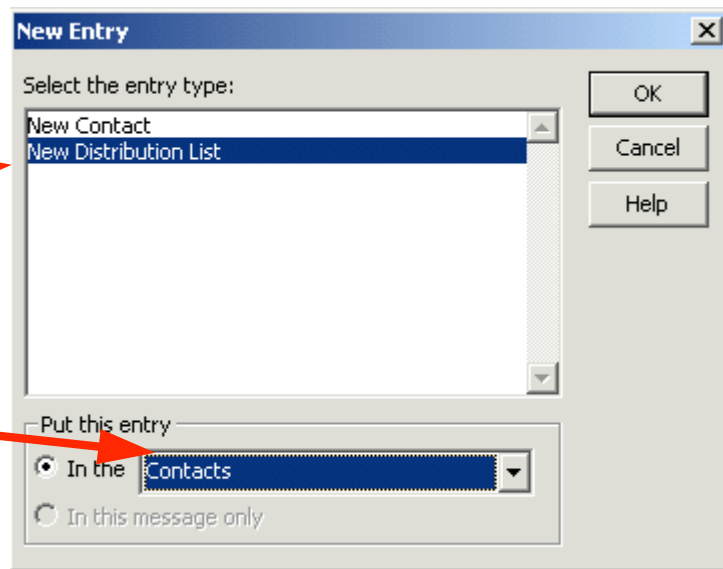 New Entry
Select the entry type:
New Contact
New Distribution List
OK
Cancel
Help
Put this entry
In the Contacts
In this message only